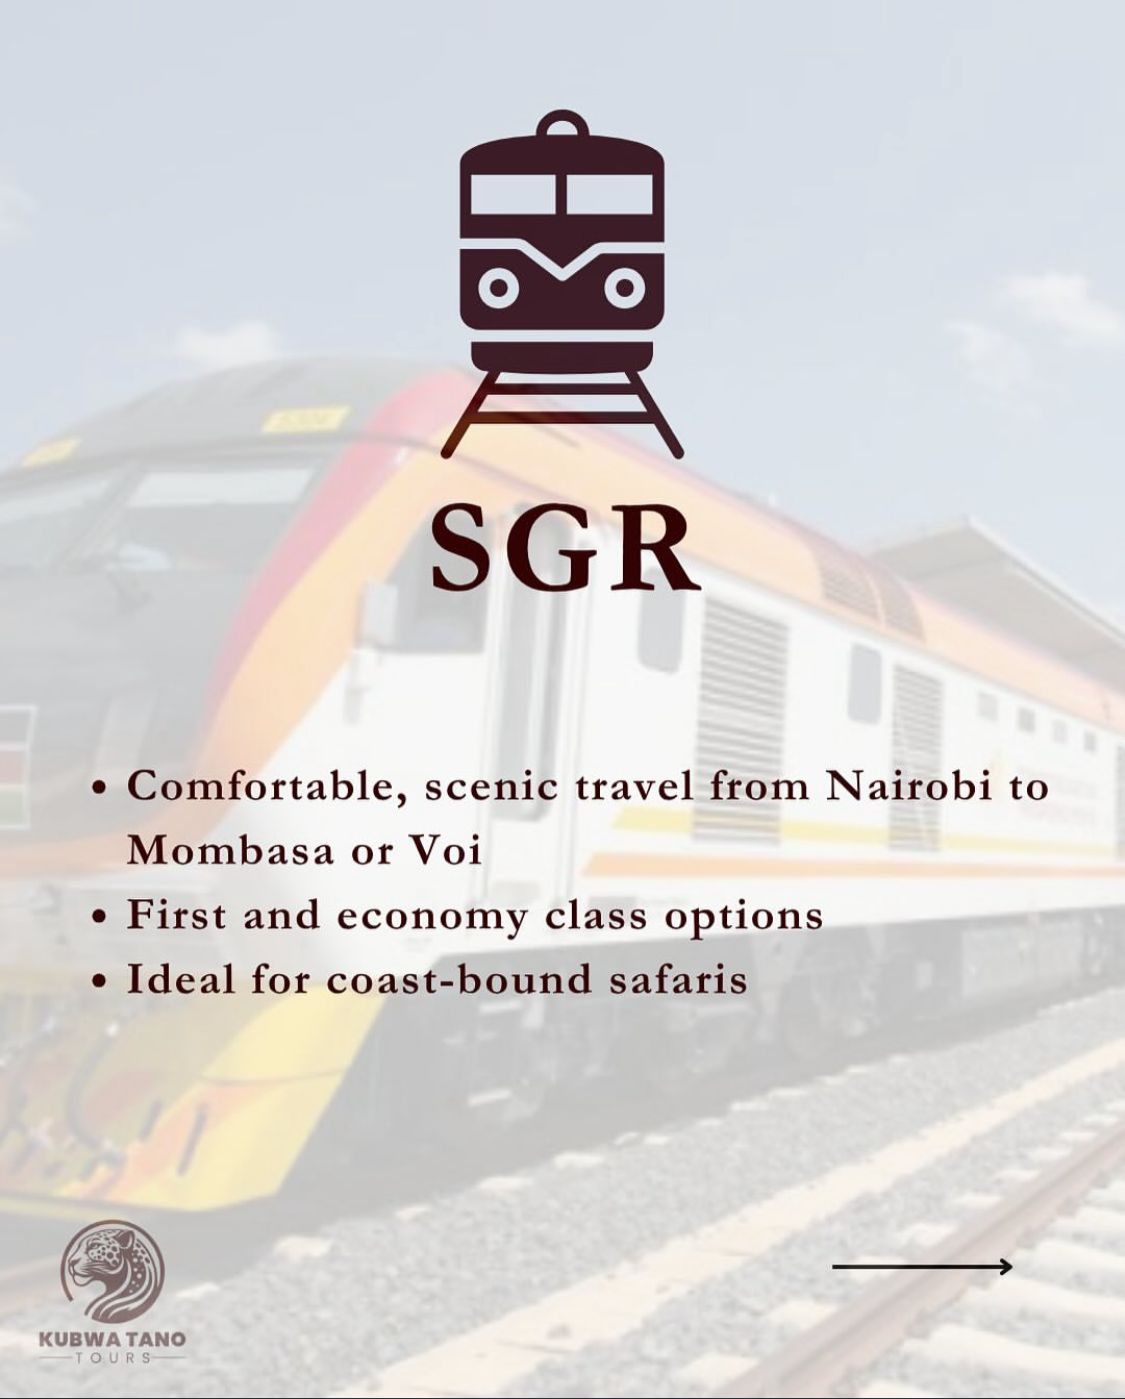 SGR
• Comfortable, scenic travel from Nairobi to
Mombasa or Voi
• First and economy class options
• Ideal for coast-bound safaris
KUBWA TANO
TOURS